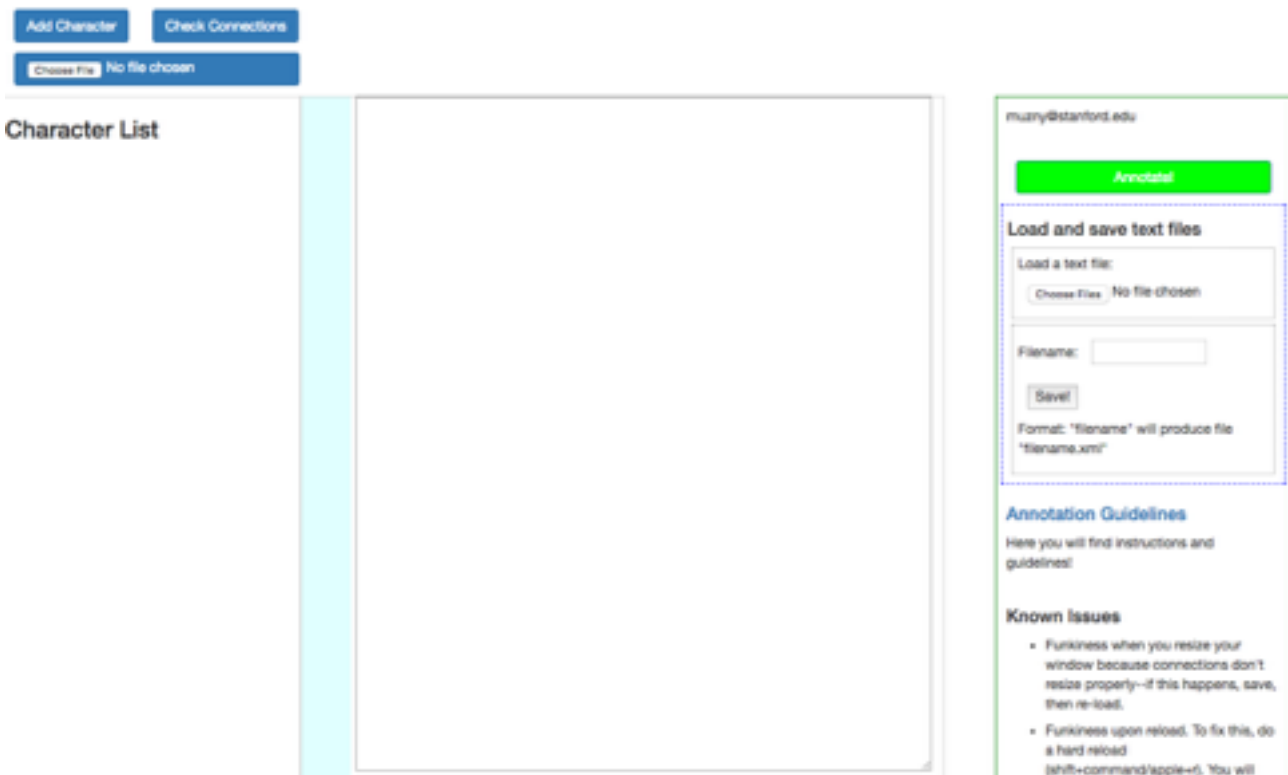 Add Character
Check Connections
Choose File No file chosen
Character List
muzny@stanford.edu
Annotate!
Load and save text files
Load a text file:
Choose Files No file chosen
Filename:
Save!
Format: "filename" will produce file
"filename.xml"
Annotation Guidelines
Here you will find instructions and
guidelines!
Known Issues
• Funkiness when you resize your
window because connections don't
resize properly--if this happens, save,
then re-load.
• Funkiness upon reload. To fix this, do
a hard reload
(shift+command/apple+r). You will